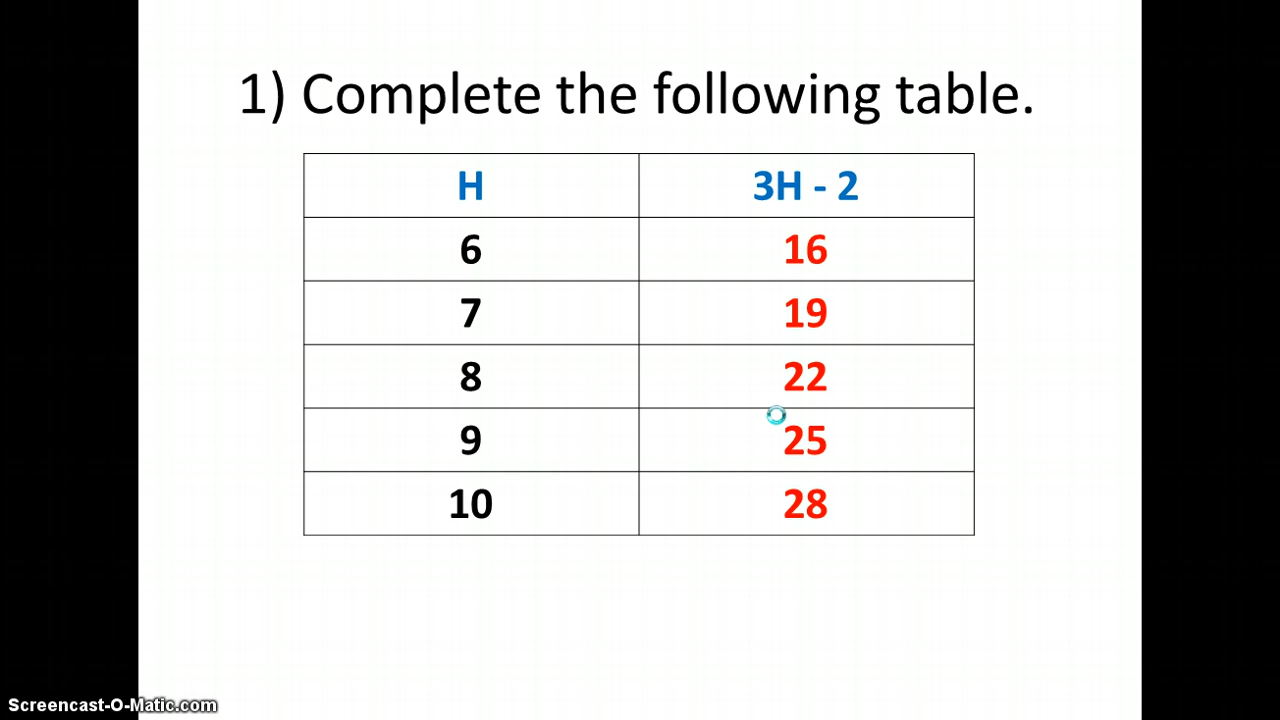 1) Complete the following table.
H 3H - 2
6 16
7 19
8 22
9 25
10 28
Screencast-O-Matic.com